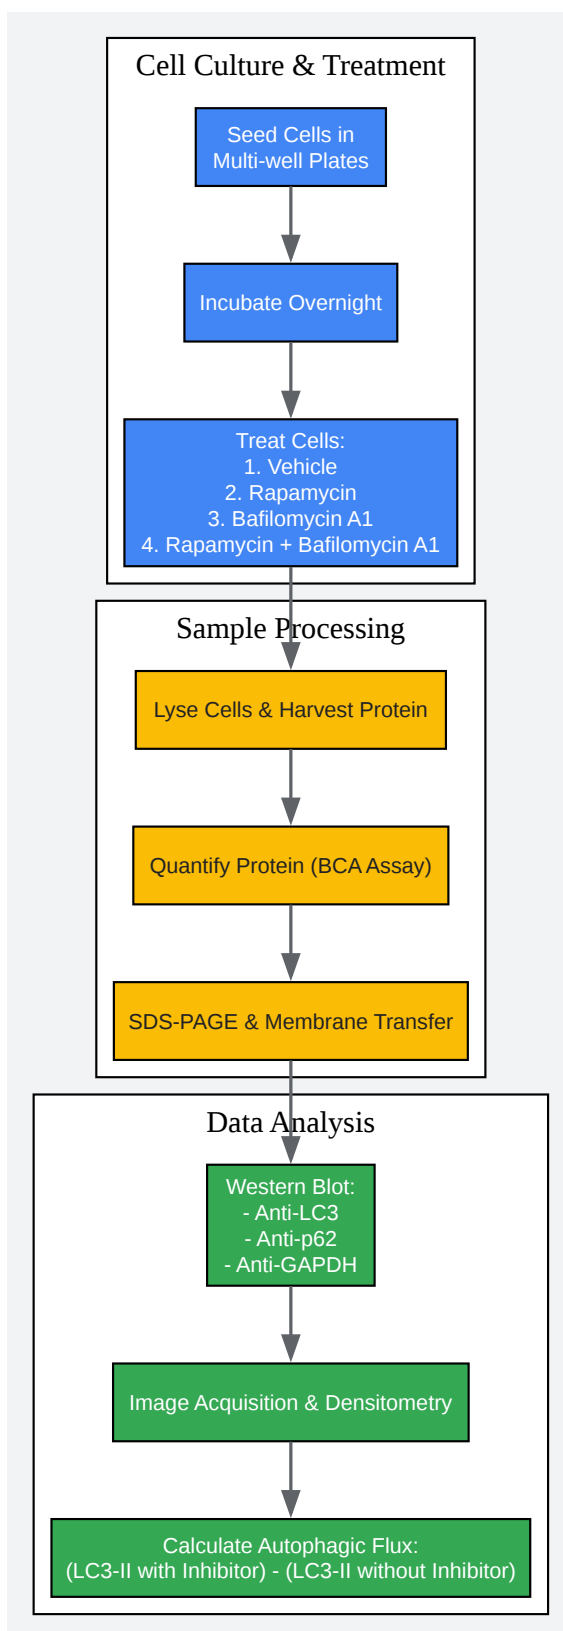 Cell Culture & Treatment
Seed Cells in
Multi-well Plates
Incubate Overnight
Treat Cells:
1. Vehicle
2. Rapamycin
3. Bafilomycin A1
4. Rapamycin + Bafilomycin A1
Sample Processing
Lyse Cells & Harvest Protein
Quantify Protein (BCA Assay)
SDS-PAGE & Membrane Transfer
Data Analysis
Western Blot:
- Anti-LC3
- Anti-p62
- Anti-GAPDH
Image Acquisition & Densitometry
Calculate Autophagic Flux:
(LC3-II with Inhibitor) - (LC3-II without Inhibitor)